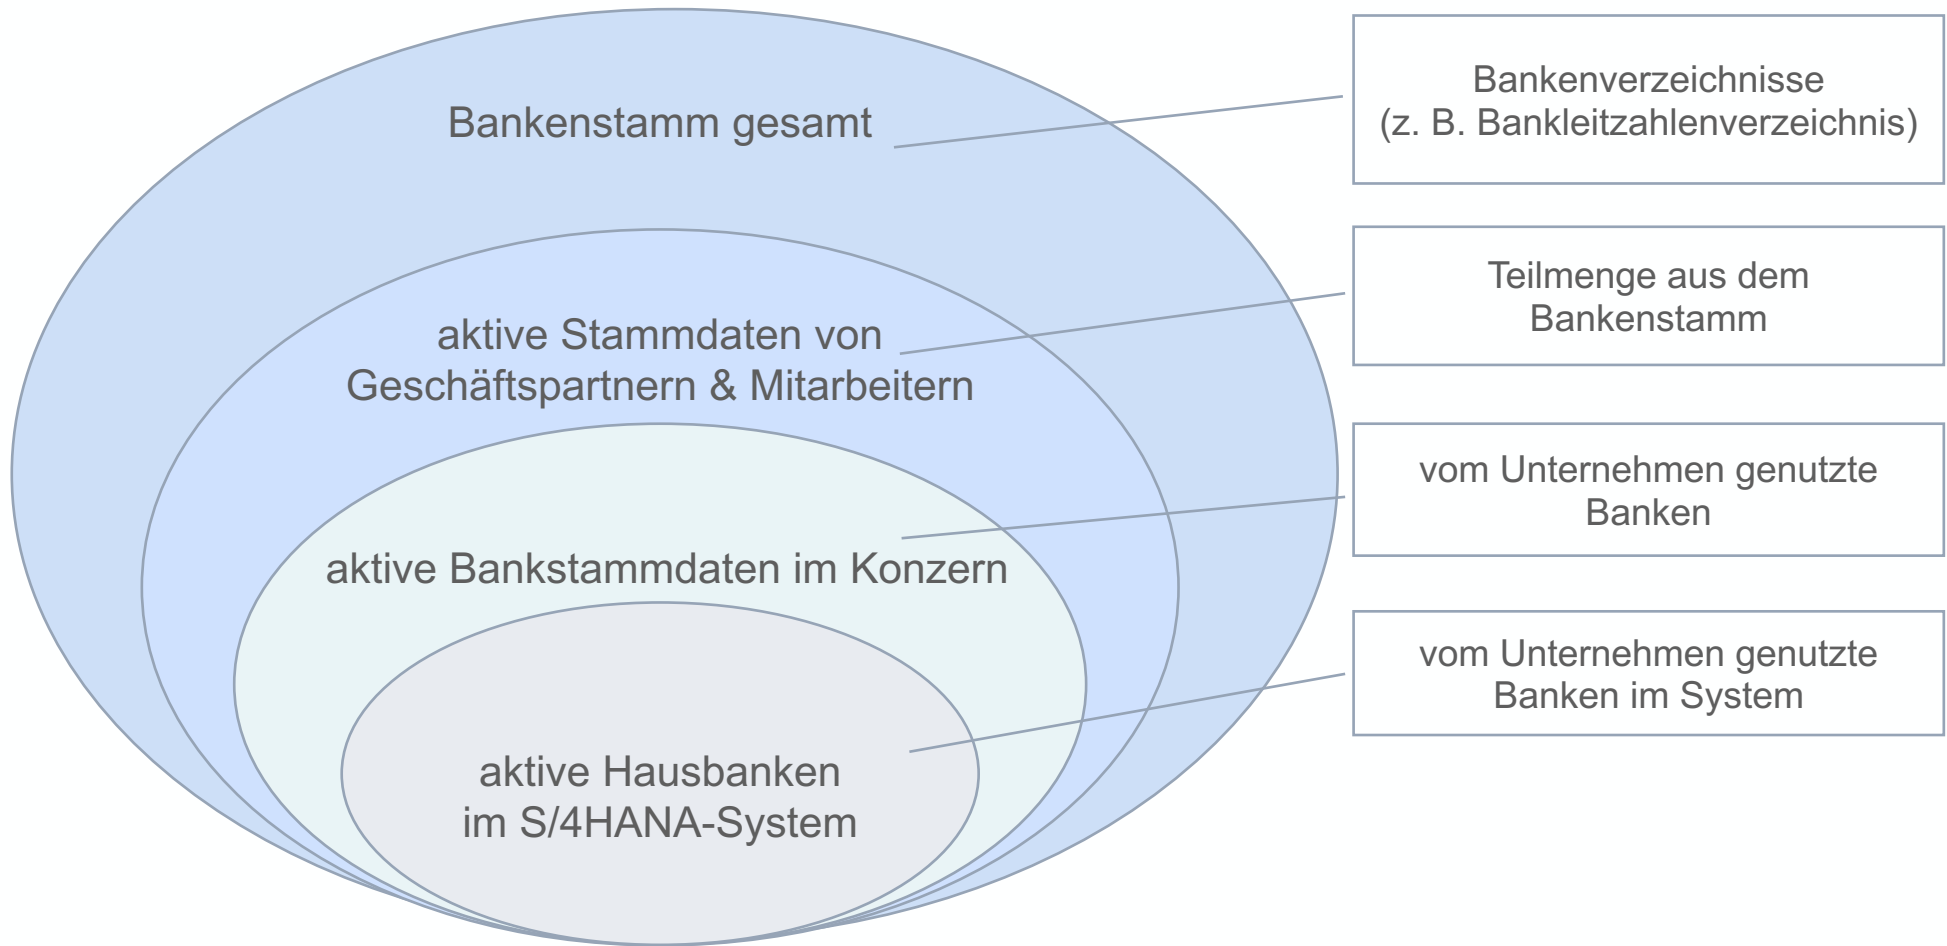 Bankenstamm gesamt
Bankenverzeichnisse
(z. B. Bankleitzahlenverzeichnis)
aktive Stammdaten von
Geschäftspartnern & Mitarbeitern
Teilmenge aus dem
Bankenstamm
aktive Bankstammdaten im Konzern
vom Unternehmen genutzte
Banken
aktive Hausbanken
im S/4HANA-System
vom Unternehmen genutzte
Banken im System